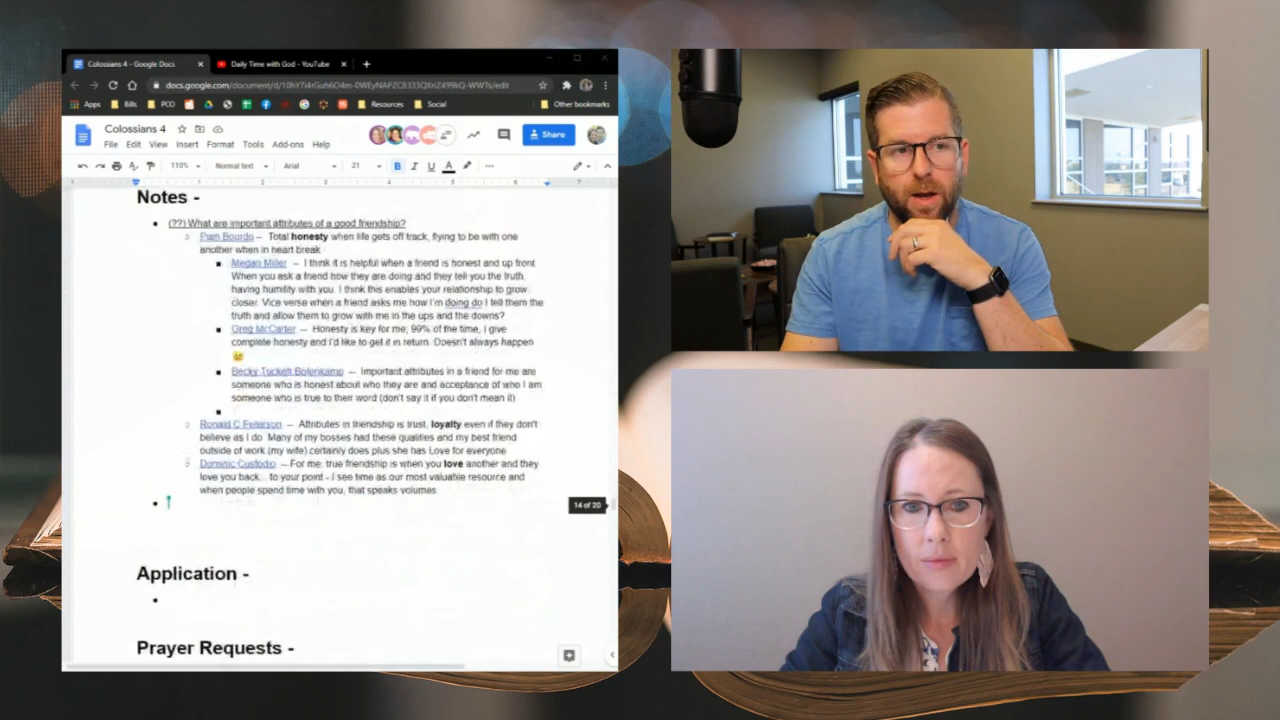 Colossians 4 - Google Docs
Daily Time with God - YouTube
Apps
Bills
PCO
Resources
Social
Other bookmarks
Colossians 4
File Edit View Insert Format Tools Add-ons Help
Share
110% Normal text Arial 21 B I U A
1 2 3 4 5 6 7
Notes -
(??) What are important attributes of a good friendship?
Pam Bourdo – Total honesty when life gets off track, flying to be with one
another when in heart break
Megan Miller – I think it is helpful when a friend is honest and up front
When you ask a friend how they are doing and they tell you the truth,
having humility with you. I think this enables your relationship to grow
closer. Vice verse when a friend asks me how I'm doing do I tell them the
truth and allow them to grow with me in the ups and the downs?
Greg McCarter – Honesty is key for me; 99% of the time, I give
complete honesty and I'd like to get it in return. Doesn't always happen
Becky Tuckett Bolenkamp – Important attributes in a friend for me are
someone who is honest about who they are and acceptance of who I am
someone who is true to their word (don't say it if you don't mean it)
Ronald C Peterson – Attributes in friendship is trust, loyalty even if they don't
believe as I do. Many of my bosses had these qualities and my best friend
outside of work (my wife) certainly does plus she has Love for everyone
Dominic Custodio – For me: true friendship is when you love another and they
love you back... to your point - I see time as our most valuable resource and
when people spend time with you, that speaks volumes.
14 of 20
Application -
Prayer Requests -